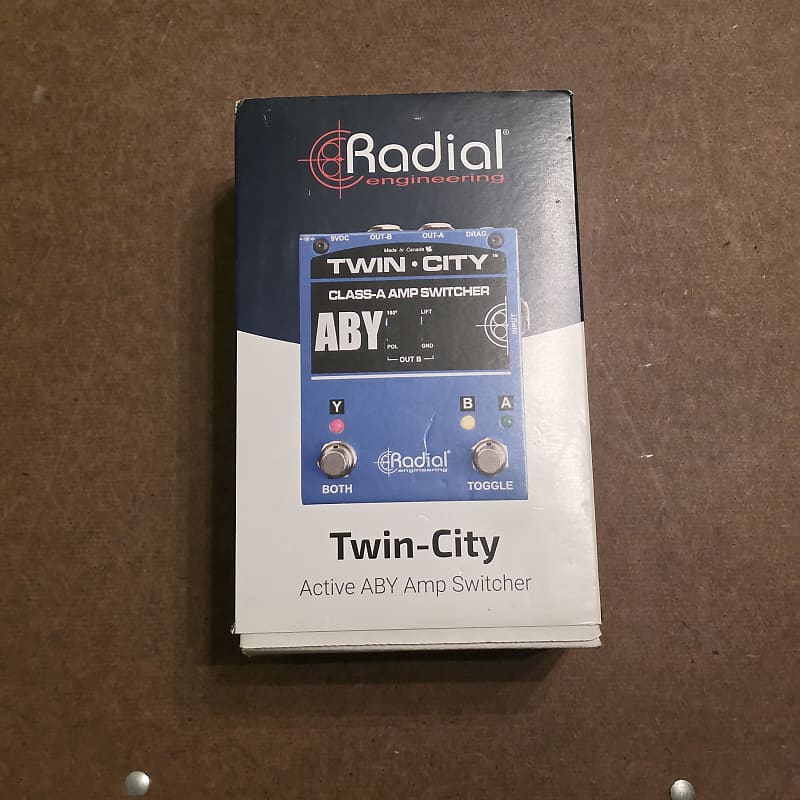 Radial®
engineering
9VDC OUT-B OUT-A DRAG
Made in Canada
TWIN • CITY™
CLASS-A AMP SWITCHER
ABY
180° LIFT
POL GND
OUT B
INPUT
Y B A
Radial®
engineering
BOTH TOGGLE
Twin-City
Active ABY Amp Switcher